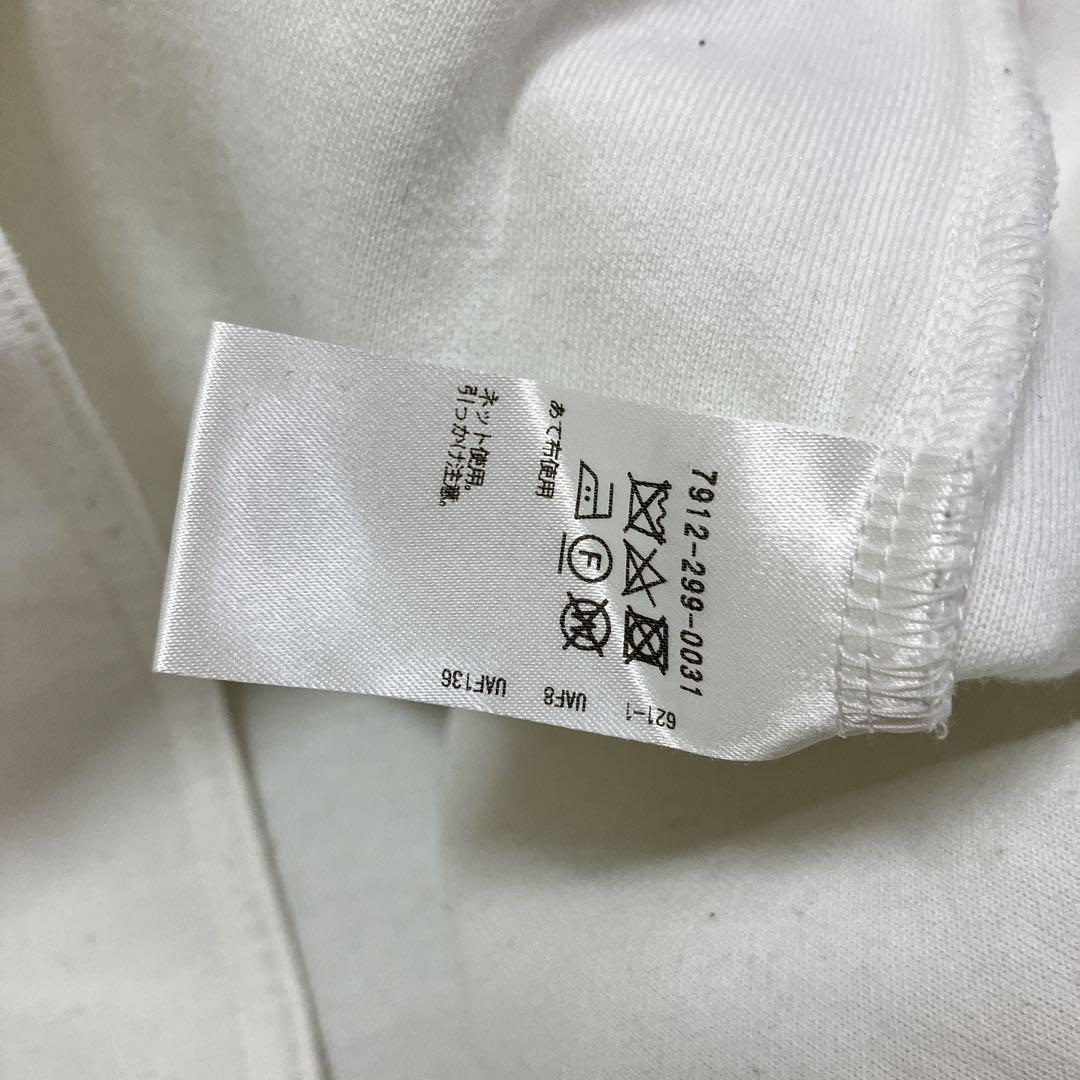 7912-299-0031
Ⓕ
あて布使用
ネット使用。
引っかけ注意。
621-1 UAF8 UAF136